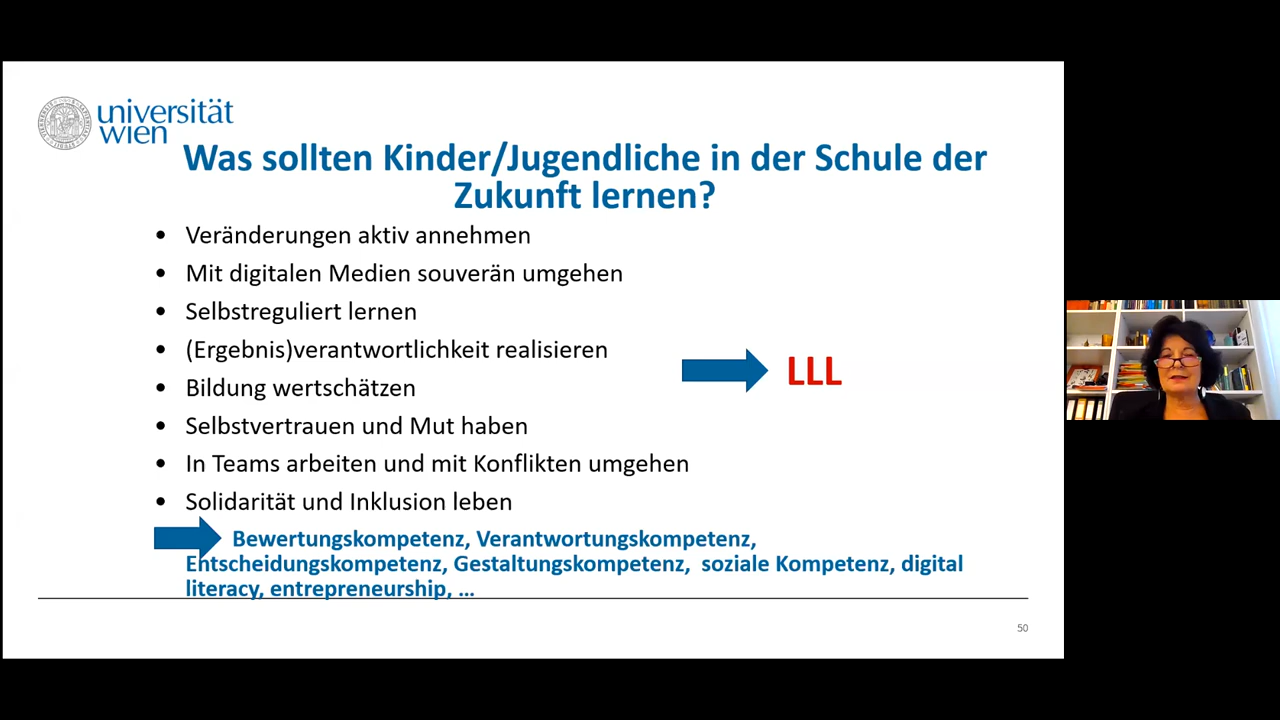 universität
wien
Was sollten Kinder/Jugendliche in der Schule der
Zukunft lernen?
• Veränderungen aktiv annehmen
• Mit digitalen Medien souverän umgehen
• Selbstreguliert lernen
• (Ergebnis)verantwortlichkeit realisieren
• Bildung wertschätzen
• Selbstvertrauen und Mut haben
• In Teams arbeiten und mit Konflikten umgehen
• Solidarität und Inklusion leben
LLL
Bewertungskompetenz, Verantwortungskompetenz,
Entscheidungskompetenz, Gestaltungskompetenz, soziale Kompetenz, digital
literacy, entrepreneurship, ...
50